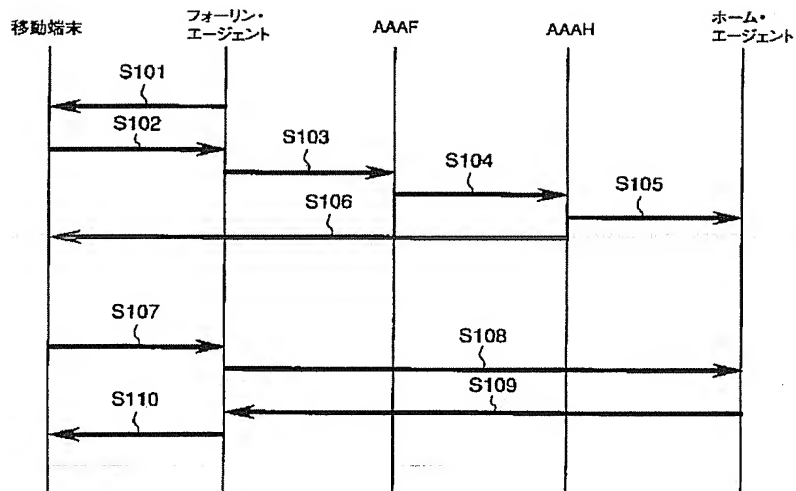 移動端末
フォーリン・
エージェント
AAAF
AAAH
ホーム・
エージェント
S101
S102
S103
S104
S105
S106
S107
S108
S109
S110